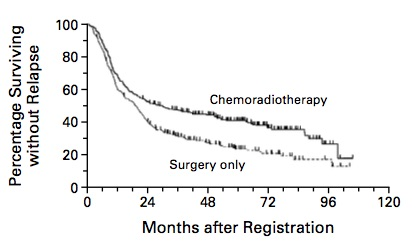 Percentage Surviving
without Relapse
100
80
60
40
20
0
Chemoradiotherapy
Surgery only
0 24 48 72 96 120
Months after Registration